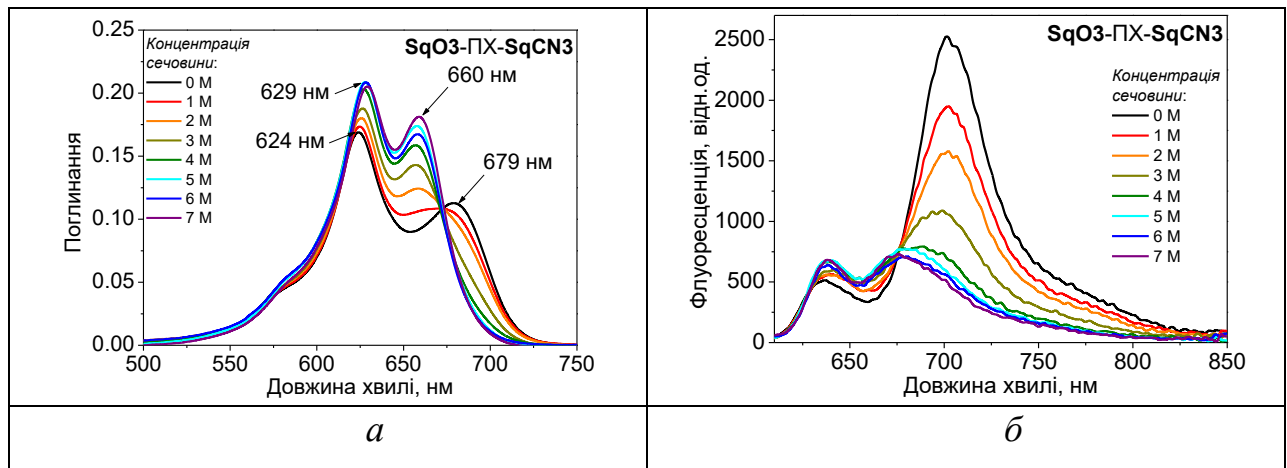 SqO3-ПХ-SqCN3
Концентрація
сечовини:
0 М
1 М
2 М
3 М
4 М
5 М
6 М
7 М
629 нм
660 нм
624 нм
679 нм
0.25
0.20
0.15
0.10
0.05
0.00
Поглинання
500 550 600 650 700 750
Довжина хвилі, нм
а
SqO3-ПХ-SqCN3
Концентрація
сечовини:
0 М
1 М
2 М
3 М
4 М
5 М
6 М
7 М
2500
2000
1500
1000
500
0
Флуоресценція, відн.од.
650 700 750 800 850
Довжина хвилі, нм
б